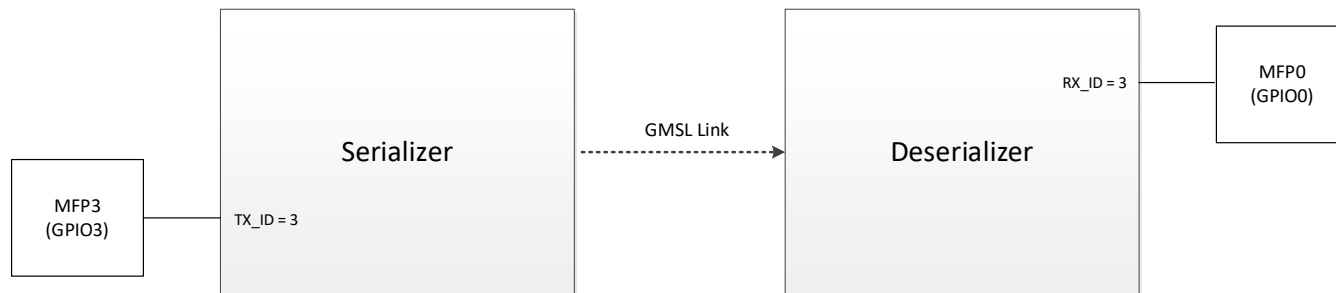 MFP3
(GPIO3)
TX_ID = 3
Serializer
GMSL Link
Deserializer
RX_ID = 3
MFP0
(GPIO0)